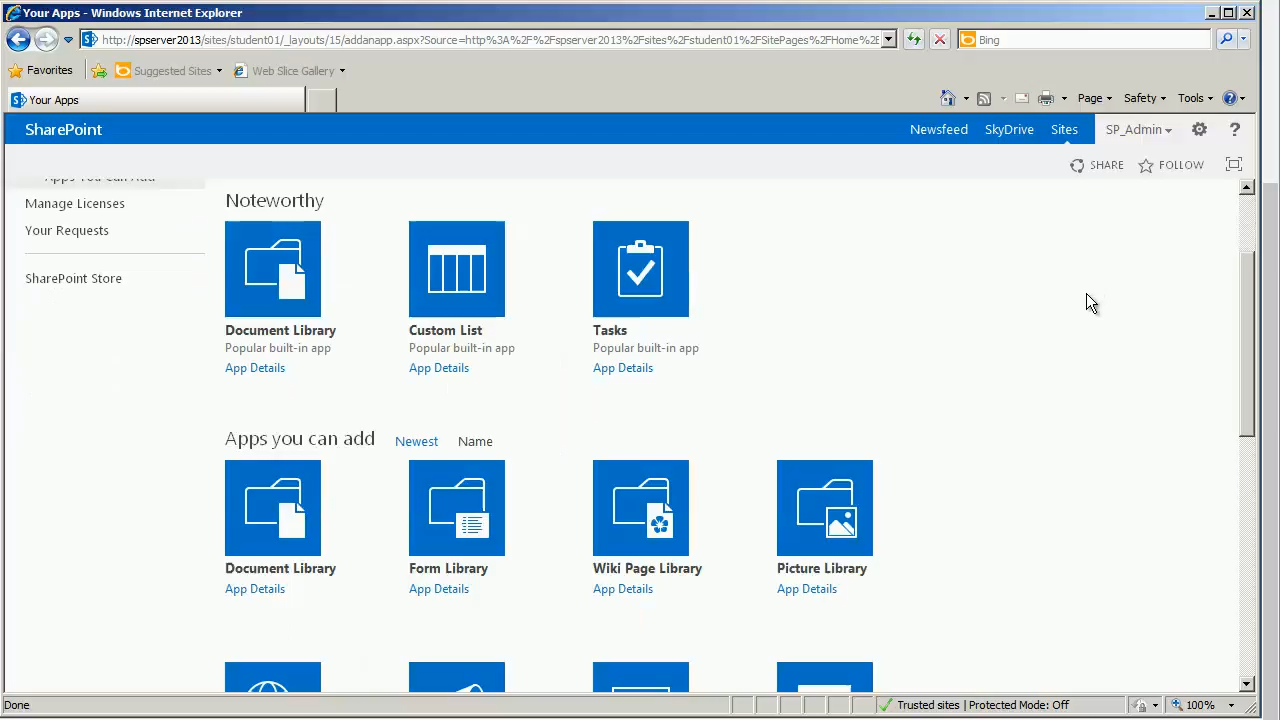 Your Apps - Windows Internet Explorer
http://spserver2013/sites/student01/_layouts/15/addanapp.aspx?Source=http%3A%2F%2Fspserver2013%2Fsites%2Fstudent01%2FSitePages%2FHome%2E
Bing
Favorites
Suggested Sites
Web Slice Gallery
Your Apps
Page
Safety
Tools
SharePoint
Newsfeed
SkyDrive
Sites
SP_Admin
SHARE
FOLLOW
Apps You Can Add
Manage Licenses
Your Requests
SharePoint Store
Noteworthy
Document Library
Custom List
Tasks
Popular built-in app
Popular built-in app
Popular built-in app
App Details
App Details
App Details
Apps you can add
Newest
Name
Document Library
Form Library
Wiki Page Library
Picture Library
App Details
App Details
App Details
App Details
Done
Trusted sites | Protected Mode: Off
100%